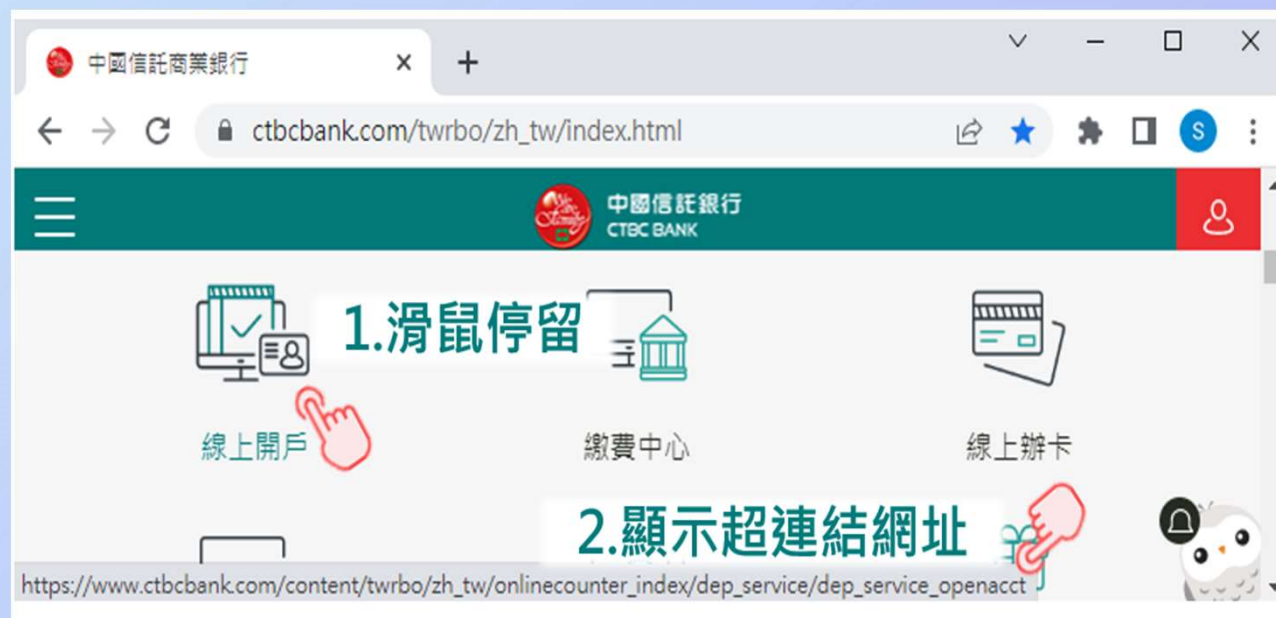 中國信託商業銀行
ctbcbank.com/twrbo/zh_tw/index.html
S
We are Family
中國信託銀行
CTBC BANK
1.滑鼠停留
線上開戶
繳費中心
線上辦卡
2.顯示超連結網址
https://www.ctbcbank.com/content/twrbo/zh_tw/onlinecounter_index/dep_service/dep_service_openacct